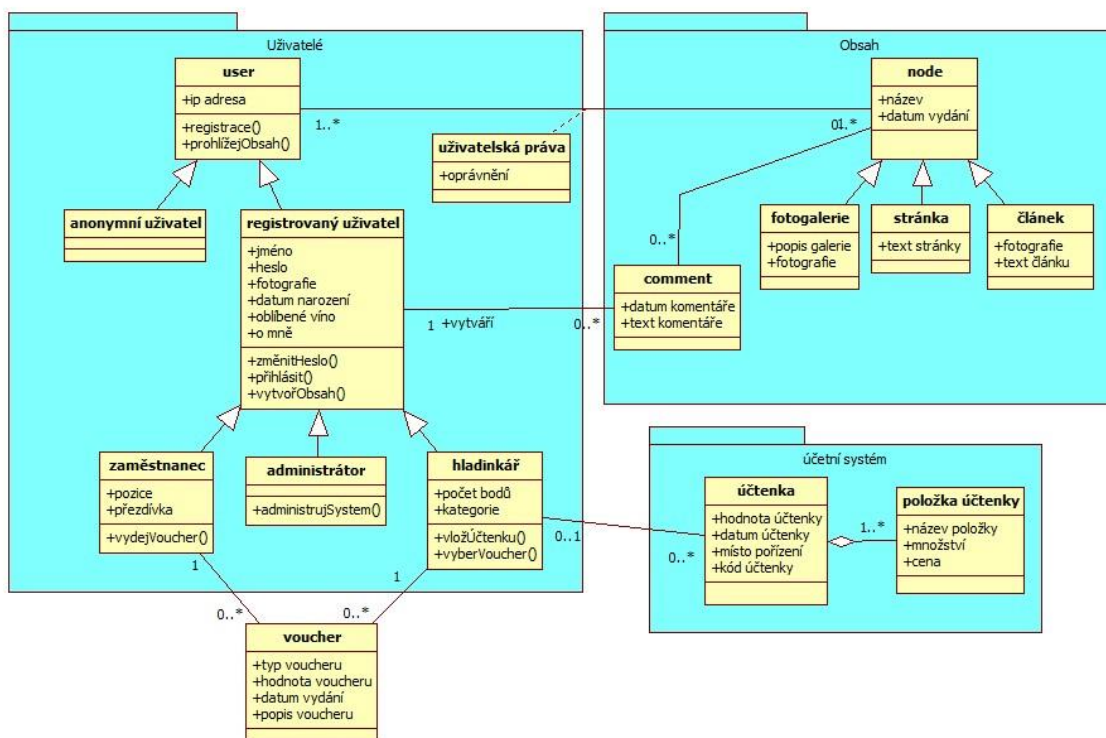 Uživatelé
user
+ip adresa
+registrace()
+prohlížejObsah()
1..*
uživatelská práva
+oprávnění
anonymní uživatel
registrovaný uživatel
+jméno
+heslo
+fotografie
+datum narození
+oblíbené víno
+o mně
+změnitHeslo()
+přihlásit()
+vytvořObsah()
1
+vytváří
0..*
zaměstnanec
+pozice
+přezdívka
+vydejVoucher()
1
administrátor
+administrujSystem()
hladinkář
+počet bodů
+kategorie
+vložÚčtenku()
+vyberVoucher()
1
0..1
0..*
0..*
0..*
voucher
+typ voucheru
+hodnota voucheru
+datum vydání
+popis voucheru
Obsah
node
+název
+datum vydání
01.*
fotogalerie
+popis galerie
+fotografie
stránka
+text stránky
článek
+fotografie
+text článku
0..*
comment
+datum komentáře
+text komentáře
účetní systém
účtenka
+hodnota účtenky
+datum účtenky
+místo pořízení
+kód účtenky
1..*
položka účtenky
+název položky
+množství
+cena